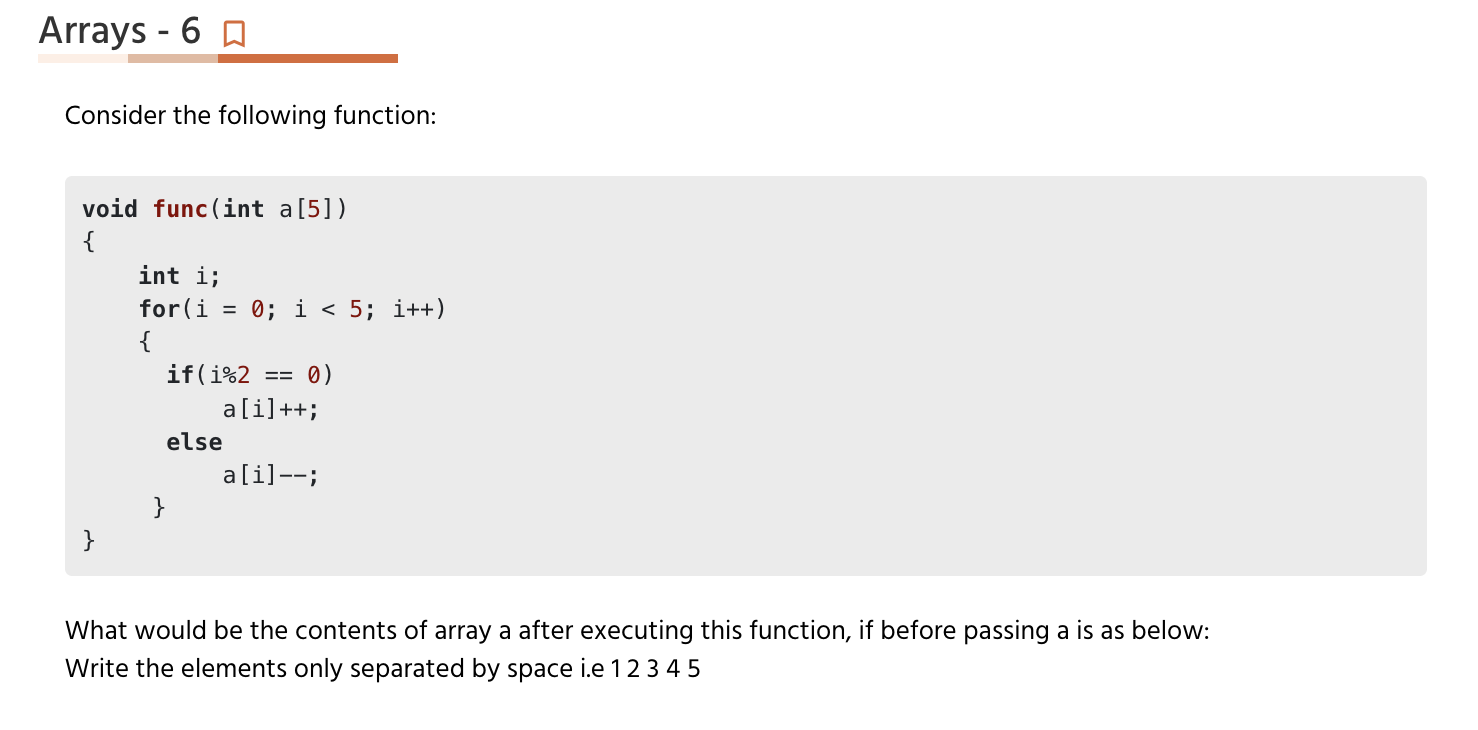 Arrays - 6
Consider the following function:
void func(int a[5])
{
    int i;
    for(i = 0; i < 5; i++)
    {
      if(i%2 == 0)
          a[i]++;
      else
          a[i]--;
     }
}
What would be the contents of array a after executing this function, if before passing a is as below:
Write the elements only separated by space i.e 1 2 3 4 5